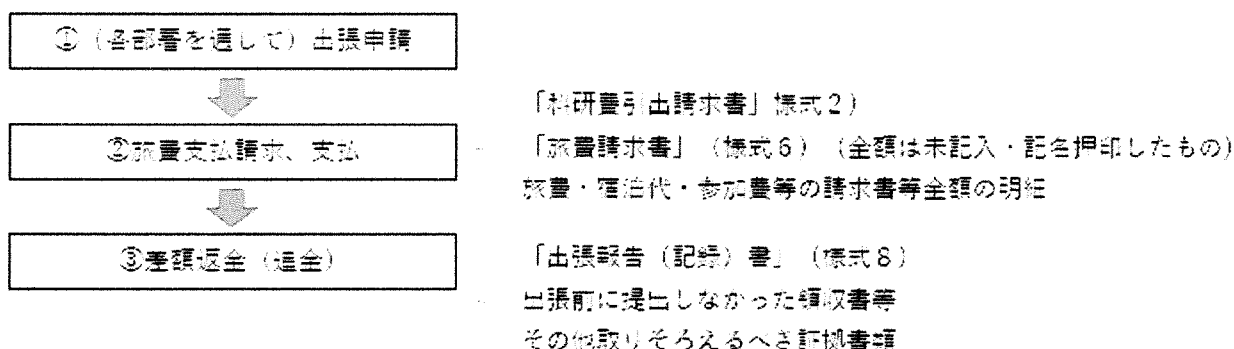 ①（各部署を通して）出張申請
「科研費引出請求書」様式２）
②旅費支払請求、支払
「旅費請求書」（様式６）（金額は未記入・記名押印したもの）
旅費・宿泊代・参加費等の請求書等金額の明細
③差額返金（追金）
「出張報告（記録）書」（様式８）
出張前に提出しなかった領収書等
その他取りそろえるべき証拠書類